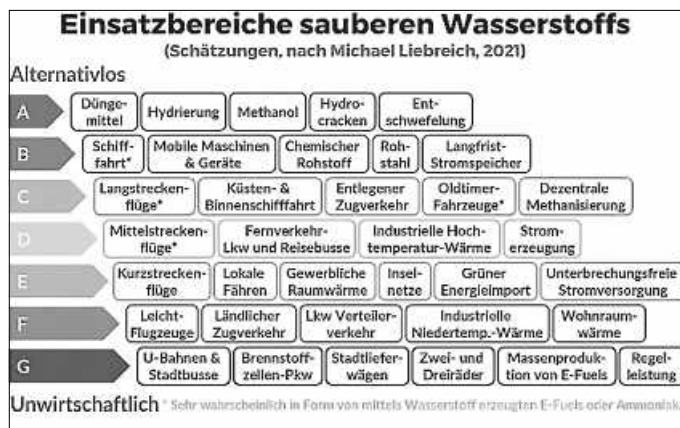 Einsatzbereiche sauberen Wasserstoffs
(Schätzungen, nach Michael Liebreich, 2021)
Alternativlos
A Dünge- Hydrierung Methanol Hydro- Ent-
mittel cracken schwefelung
B Schiff- Mobile Maschinen Chemischer Roh- Langfrist-
fahrt* & Geräte Rohstoff stahl Stromspeicher
C Langstrecken- Küsten- & Entlegener Oldtimer- Dezentrale
flüge* Binnenschifffahrt Zugverkehr Fahrzeuge* Methanisierung
D Mittelstrecken- Fernverkehr- Industrielle Hoch- Strom-
flüge* Lkw und Reisebusse temperatur-Wärme erzeugung
E Kurzstrecken- Lokale Gewerbliche Insel- Grüner Unterbrechungsfreie
flüge Fähren Raumwärme netze Energieimport Stromversorgung
F Leicht- Ländlicher Lkw Verteiler- Industrielle Wohnraum-
Flugzeuge Zugverkehr verkehr Niedertemp.-Wärme wärme
G U-Bahnen & Brennstoff- Stadtliefer- Zwei- und Massenproduk- Regel-
Stadtbusse zellen-Pkw wägen Dreiräder tion von E-Fuels leistung
Unwirtschaftlich * Sehr wahrscheinlich in Form von mittels Wasserstoff erzeugten E-Fuels oder Ammoniak